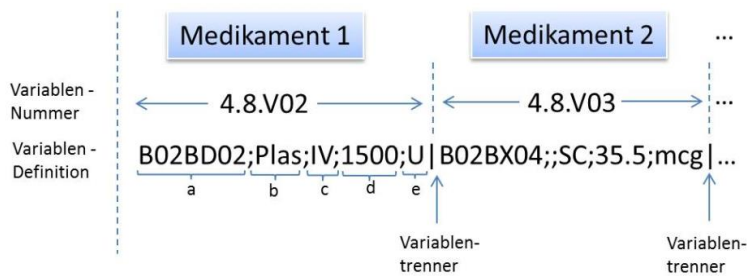 Medikament 1 Medikament 2 ...
Variablen -
Nummer
4.8.V02 4.8.V03 ...
Variablen -
Definition
B02BD02;Plas;IV;1500;U|B02BX04;;SC;35.5;mcg|...
a b c d e
Variablen-
trenner
Variablen-
trenner